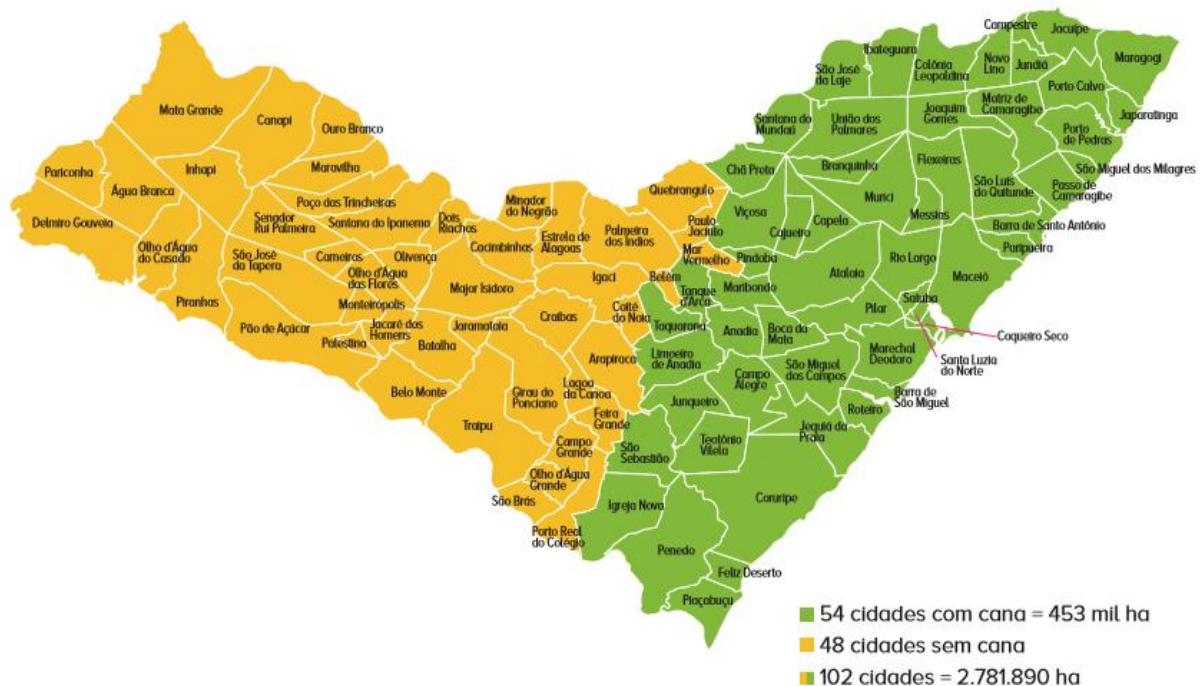 Campestre
Jacuípe
Ibateguara
Colônia
Leopoldina
Novo
Lino
Jundiá
Maragogi
São José
da Laje
Porto Calvo
Mata Grande
Matriz de
Camaragibe
Canapi
Santana do
Mundaú
União dos
Palmares
Joaquim
Gomes
Japaratinga
Ouro Branco
Porto
de Pedras
Maravilha
Inhapi
Chã Preta
Branquinha
Flexeiras
São Miguel dos Milagres
Pariconha
Água Branca
Quebrangulo
São Luis
do Quitunde
Passo de
Camaragibe
Poço das Trincheiras
Minador
do Negrão
Murici
Delmiro Gouveia
Senador
Rui Palmeira
Santana do Ipanema
Dois
Riachos
Viçosa
Capela
Messias
Paulo
Jaciuto
Cajueiro
Barra de Santo Antônio
Palmeira
dos Índios
Estrela de
Alagoas
Cacimbinhas
Olho d'Água
do Casado
São José
da Tapera
Carneiros
Olivença
Mar
Vermelho
Pindoba
Paripueira
Rio Largo
Olho d'Água
das Flores
Igaci
Belém
Atalaia
Maceió
Tanque
d'Arca
Maribondo
Major Isidoro
Piranhas
Monteirópolis
Satuba
Coité
do Noia
Pilar
Craíbas
Pão de Açúcar
Jacaré dos
Homens
Jaramataia
Taquarana
Anadia
Boca da
Mata
Coqueiro Seco
Palestina
Batalha
Arapiraca
Limoeiro
de Anadia
Marechal
Deodoro
Santa Luzia
do Norte
São Miguel
dos Campos
Campo
Alegre
Belo Monte
Girau do
Ponciano
Lagoa
da Canoa
Barra de
São Miguel
Junqueiro
Roteiro
Traipu
Feira
Grande
Jequiá da
Praia
Campo
Grande
São
Sebastião
Teotônio
Vilela
Olho d'Água
Grande
São Brás
Igreja Nova
Coruripe
Porto Real
do Colégio
Penedo
Feliz Deserto
Piaçabuçu
54 cidades com cana = 453 mil ha
48 cidades sem cana
102 cidades = 2.781.890 ha